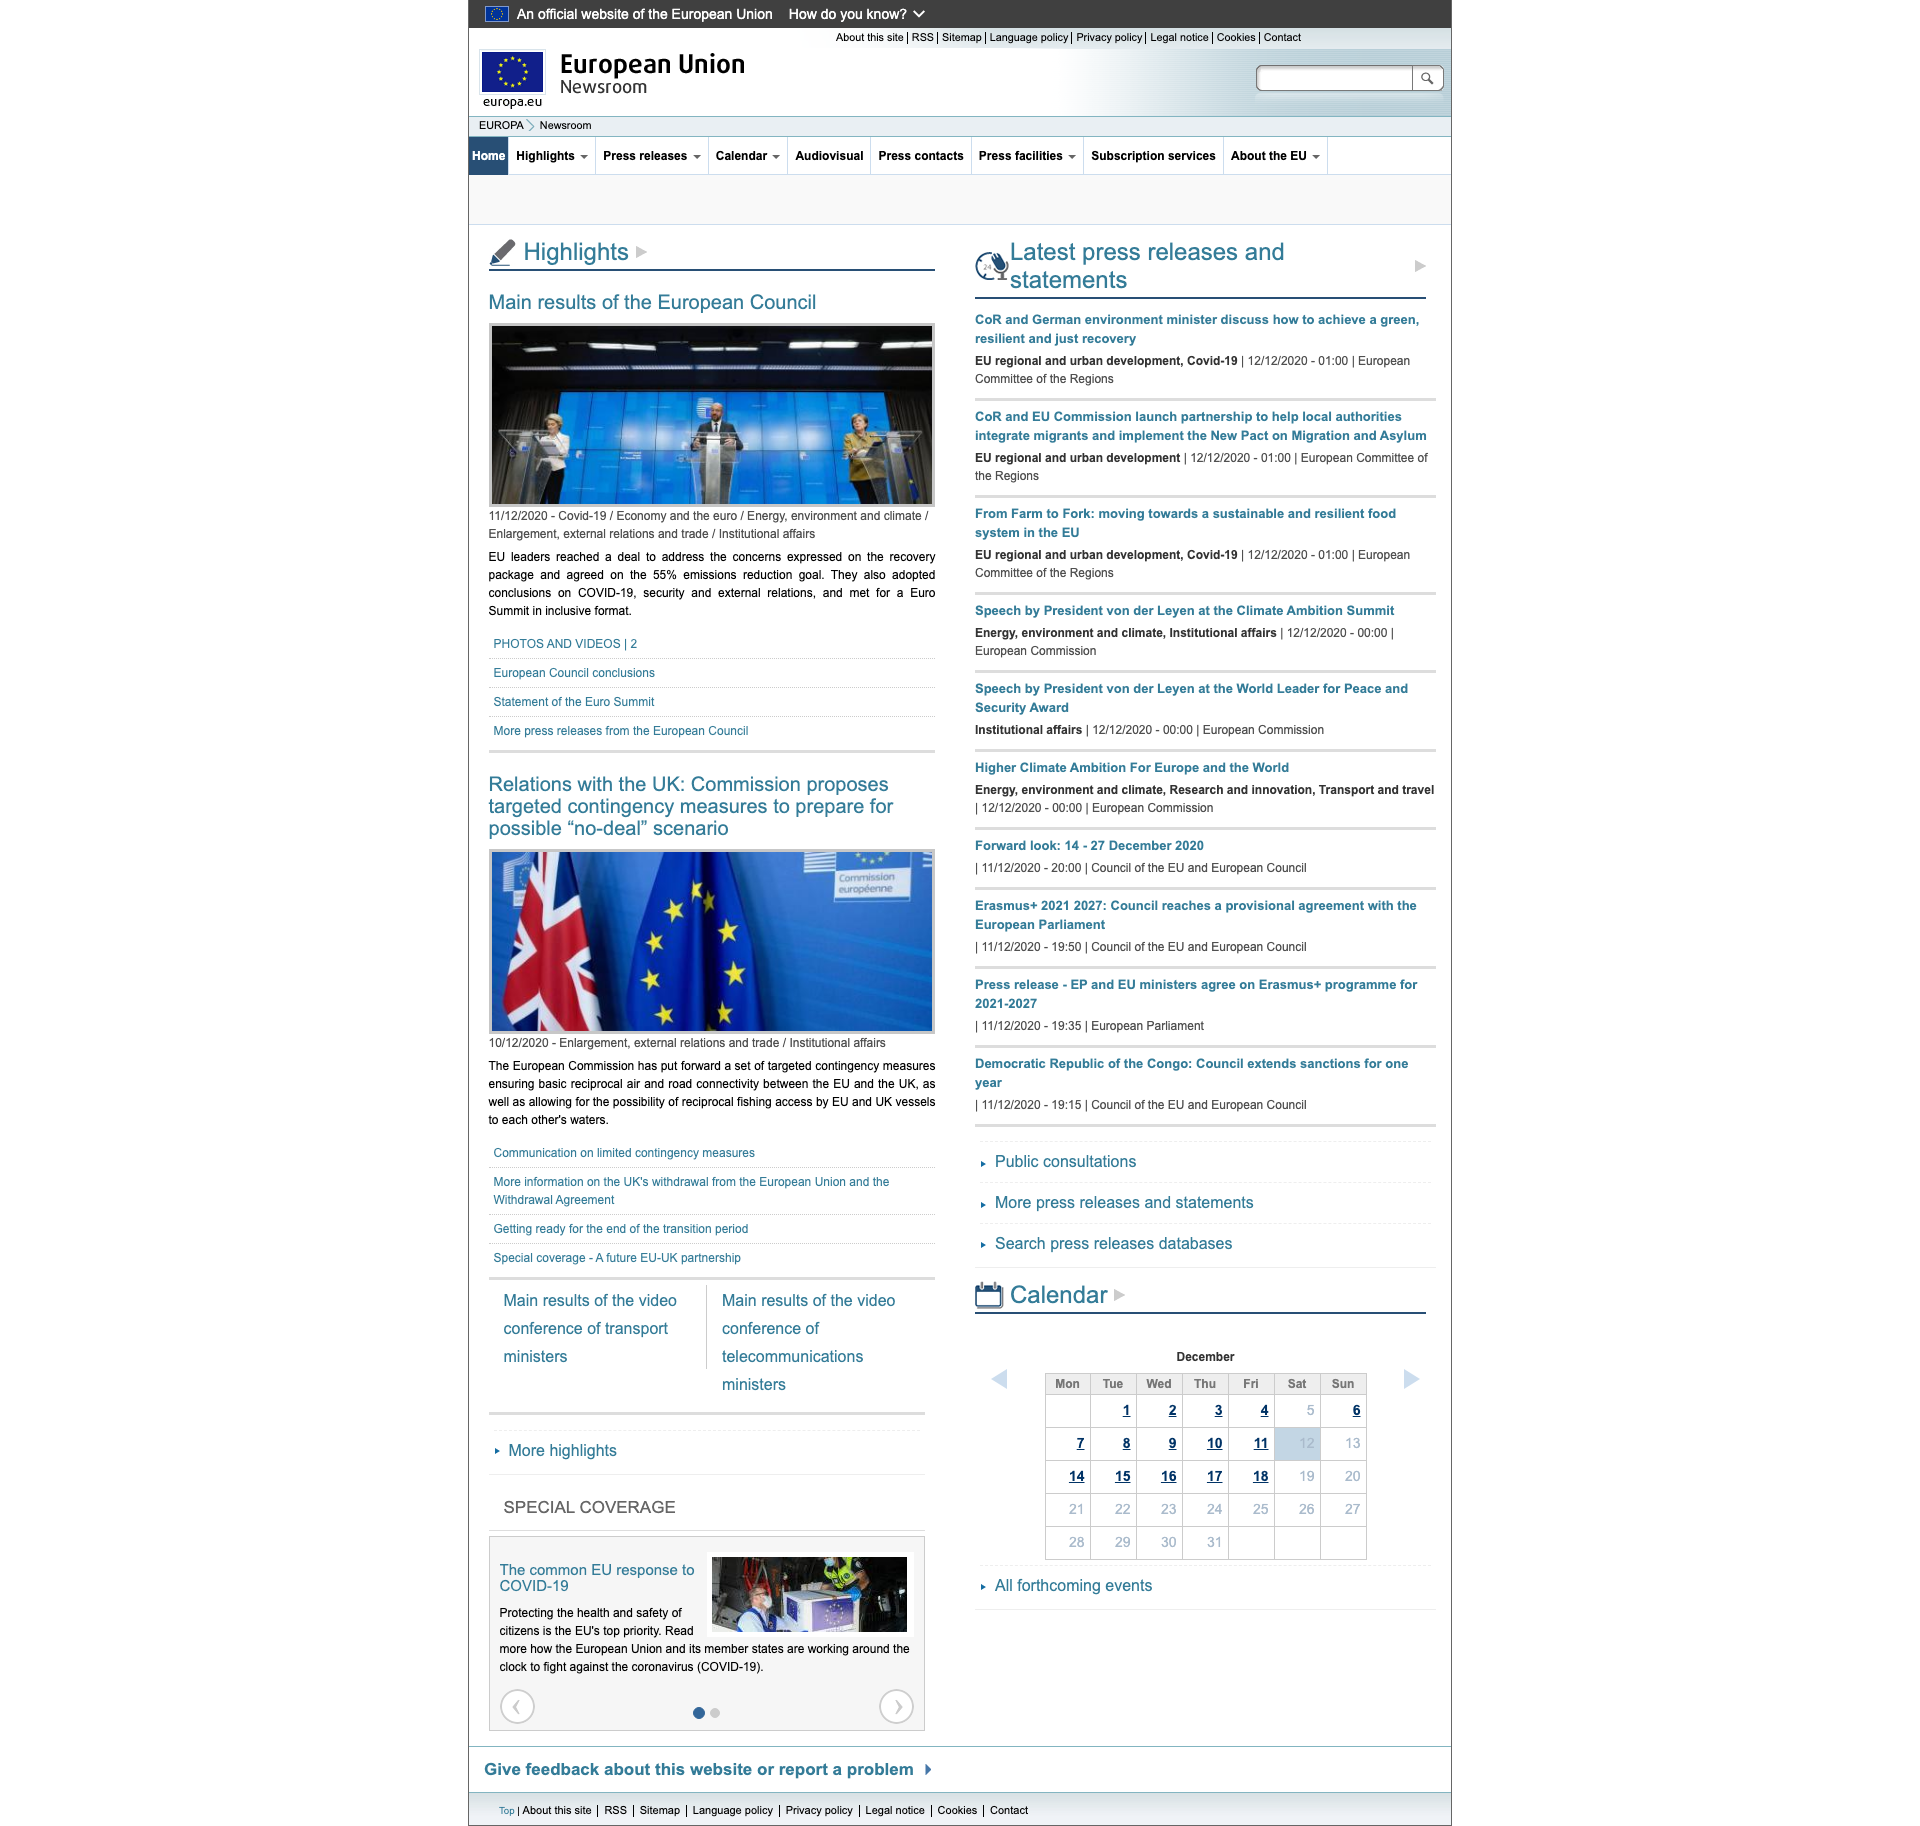 An official website of the European Union How do you know?
About this site | RSS | Sitemap | Language policy | Privacy policy | Legal notice | Cookies | Contact
European Union
Newsroom
europa.eu
EUROPA Newsroom
Home Highlights Press releases Calendar Audiovisual Press contacts Press facilities Subscription services About the EU
Highlights
Main results of the European Council
11/12/2020 - Covid-19 / Economy and the euro / Energy, environment and climate /
Enlargement, external relations and trade / Institutional affairs
EU leaders reached a deal to address the concerns expressed on the recovery
package and agreed on the 55% emissions reduction goal. They also adopted
conclusions on COVID-19, security and external relations, and met for a Euro
Summit in inclusive format.
PHOTOS AND VIDEOS | 2
European Council conclusions
Statement of the Euro Summit
More press releases from the European Council
Relations with the UK: Commission proposes
targeted contingency measures to prepare for
possible “no-deal” scenario
Commission
européenne
10/12/2020 - Enlargement, external relations and trade / Institutional affairs
The European Commission has put forward a set of targeted contingency measures
ensuring basic reciprocal air and road connectivity between the EU and the UK, as
well as allowing for the possibility of reciprocal fishing access by EU and UK vessels
to each other's waters.
Communication on limited contingency measures
More information on the UK's withdrawal from the European Union and the
Withdrawal Agreement
Getting ready for the end of the transition period
Special coverage - A future EU-UK partnership
Main results of the video
conference of transport
ministers
Main results of the video
conference of
telecommunications
ministers
More highlights
SPECIAL COVERAGE
The common EU response to
COVID-19
Protecting the health and safety of
citizens is the EU's top priority. Read
more how the European Union and its member states are working around the
clock to fight against the coronavirus (COVID-19).
24
Latest press releases and
statements
CoR and German environment minister discuss how to achieve a green,
resilient and just recovery
EU regional and urban development, Covid-19 | 12/12/2020 - 01:00 | European
Committee of the Regions
CoR and EU Commission launch partnership to help local authorities
integrate migrants and implement the New Pact on Migration and Asylum
EU regional and urban development | 12/12/2020 - 01:00 | European Committee of
the Regions
From Farm to Fork: moving towards a sustainable and resilient food
system in the EU
EU regional and urban development, Covid-19 | 12/12/2020 - 01:00 | European
Committee of the Regions
Speech by President von der Leyen at the Climate Ambition Summit
Energy, environment and climate, Institutional affairs | 12/12/2020 - 00:00 |
European Commission
Speech by President von der Leyen at the World Leader for Peace and
Security Award
Institutional affairs | 12/12/2020 - 00:00 | European Commission
Higher Climate Ambition For Europe and the World
Energy, environment and climate, Research and innovation, Transport and travel
| 12/12/2020 - 00:00 | European Commission
Forward look: 14 - 27 December 2020
| 11/12/2020 - 20:00 | Council of the EU and European Council
Erasmus+ 2021 2027: Council reaches a provisional agreement with the
European Parliament
| 11/12/2020 - 19:50 | Council of the EU and European Council
Press release - EP and EU ministers agree on Erasmus+ programme for
2021-2027
| 11/12/2020 - 19:35 | European Parliament
Democratic Republic of the Congo: Council extends sanctions for one
year
| 11/12/2020 - 19:15 | Council of the EU and European Council
Public consultations
More press releases and statements
Search press releases databases
Calendar
December
Mon Tue Wed Thu Fri Sat Sun
1 2 3 4 5 6
7 8 9 10 11 12 13
14 15 16 17 18 19 20
21 22 23 24 25 26 27
28 29 30 31
All forthcoming events
Give feedback about this website or report a problem
Top | About this site | RSS | Sitemap | Language policy | Privacy policy | Legal notice | Cookies | Contact